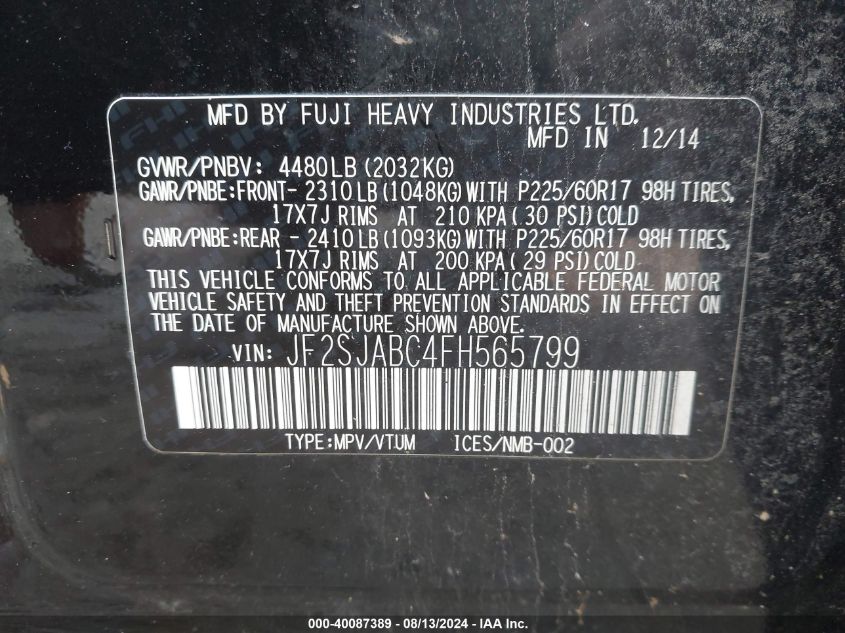 MFD BY FUJI HEAVY INDUSTRIES LTD.
MFD IN 12/14
GVWR/PNBV: 4480LB (2032KG)
GAWR/PNBE:FRONT- 2310LB (1048KG) WITH P225/60R17 98H TIRES,
17X7J RIMS AT 210 KPA ( 30 PSI) COLD
GAWR/PNBE:REAR - 2410LB (1093KG) WITH P225/60R17 98H TIRES,
17X7J RIMS AT 200 KPA ( 29 PSI) COLD
THIS VEHICLE CONFORMS TO ALL APPLICABLE FEDERAL MOTOR
VEHICLE SAFETY AND THEFT PREVENTION STANDARDS IN EFFECT ON
THE DATE OF MANUFACTURE SHOWN ABOVE.
VIN: JF2SJABC4FH565799
TYPE:MPV/VTUM ICES/NMB-002
000-40087389 - 08/13/2024 - IAA Inc.